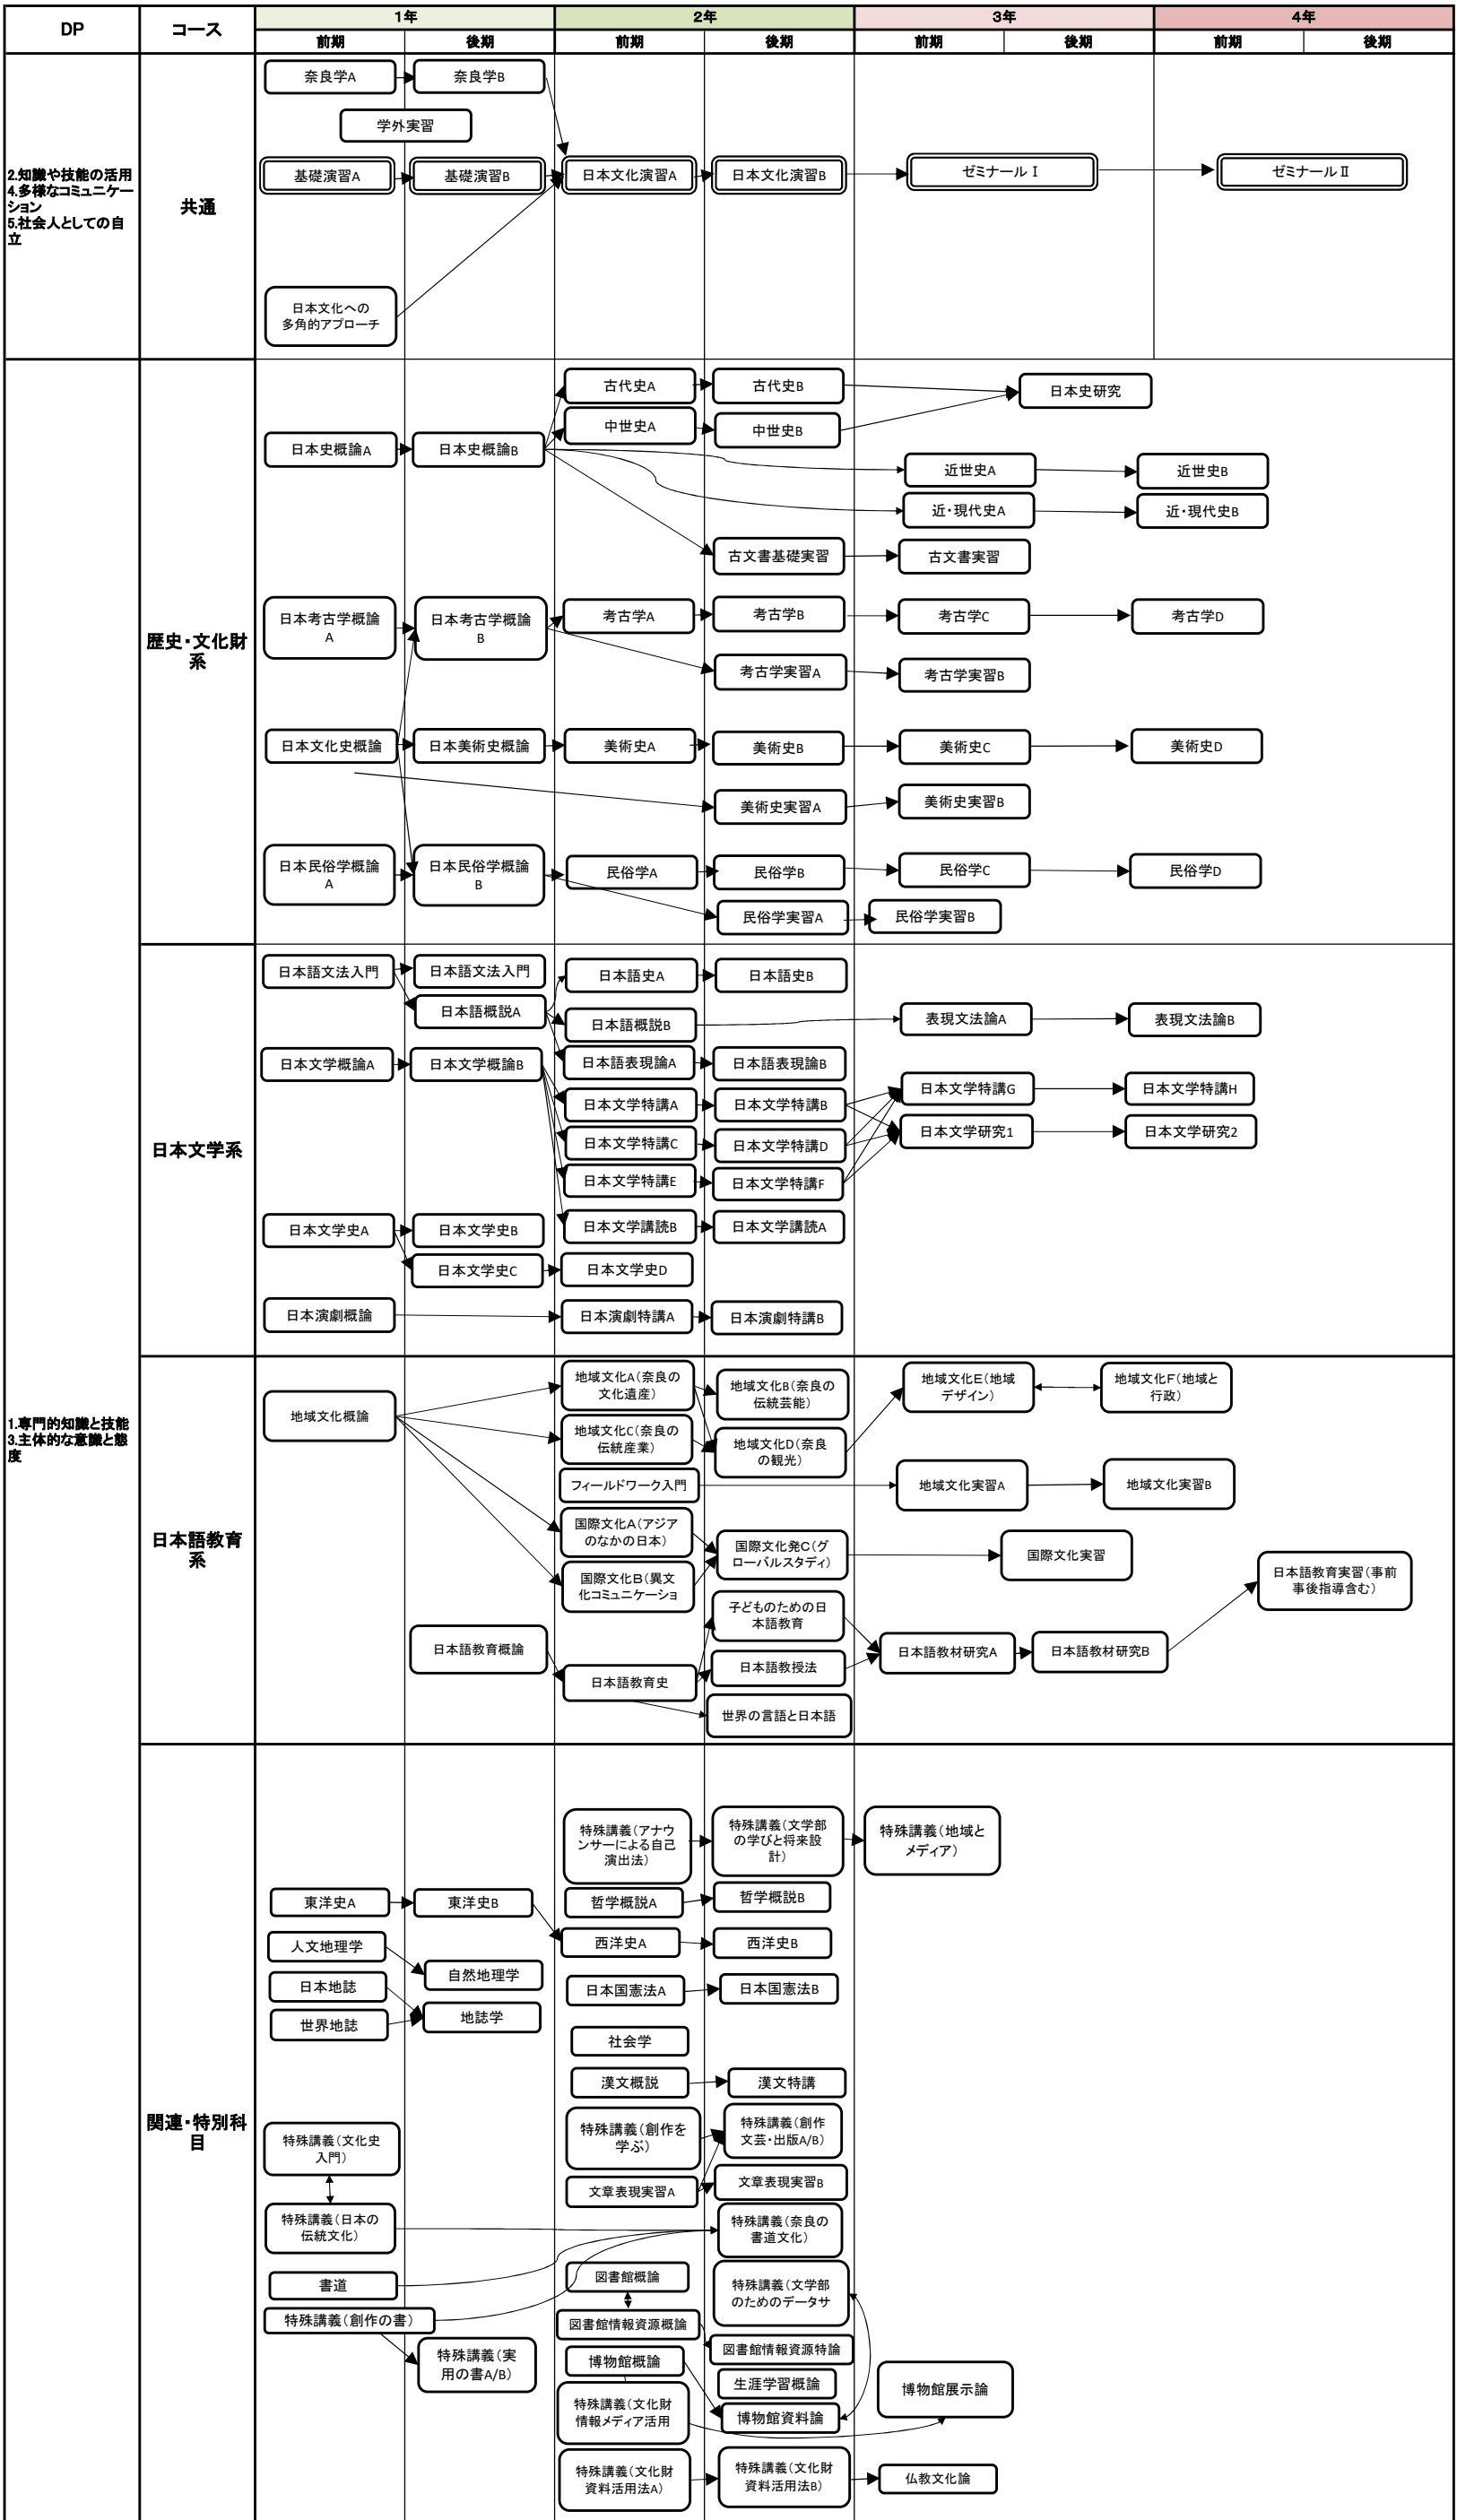 DP
コース
1年
2年
3年
4年
前期
後期
前期
後期
前期
後期
前期
後期
2.知識や技能の活用
4.多様なコミュニケー
ション
5.社会人としての自
立
共通
奈良学A
奈良学B
学外実習
基礎演習A
基礎演習B
日本文化演習A
日本文化演習B
ゼミナールⅠ
ゼミナールⅡ
日本文化への
多角的アプローチ
1.専門的知識と技能
3.主体的な意識と態
度
歴史・文化財
系
古代史A
古代史B
日本史研究
中世史A
中世史B
日本史概論A
日本史概論B
近世史A
近世史B
近・現代史A
近・現代史B
古文書基礎実習
古文書実習
日本考古学概論
A
日本考古学概論
B
考古学A
考古学B
考古学C
考古学D
考古学実習A
考古学実習B
日本文化史概論
日本美術史概論
美術史A
美術史B
美術史C
美術史D
美術史実習A
美術史実習B
日本民俗学概論
A
日本民俗学概論
B
民俗学A
民俗学B
民俗学C
民俗学D
民俗学実習A
民俗学実習B
日本文学系
日本語文法入門
日本語文法入門
日本語史A
日本語史B
日本語概説A
日本語概説B
表現文法論A
表現文法論B
日本文学概論A
日本文学概論B
日本語表現論A
日本語表現論B
日本文学特講A
日本文学特講B
日本文学特講G
日本文学特講H
日本文学特講C
日本文学特講D
日本文学研究1
日本文学研究2
日本文学特講E
日本文学特講F
日本文学史A
日本文学史B
日本文学講読B
日本文学講読A
日本文学史C
日本文学史D
日本演劇概論
日本演劇特講A
日本演劇特講B
日本語教育
系
地域文化概論
地域文化A(奈良の
文化遺産)
地域文化B(奈良の
伝統芸能)
地域文化E(地域
デザイン)
地域文化F(地域と
行政)
地域文化C(奈良の
伝統産業)
地域文化D(奈良
の観光)
フィールドワーク入門
地域文化実習A
地域文化実習B
国際文化A(アジア
のなかの日本)
国際文化発C(グ
ローバルスタディ)
国際文化実習
国際文化B(異文
化コミュニケーショ
日本語教育実習(事前
事後指導含む)
子どものための日
本語教育
日本語教育概論
日本語教育史
日本語教授法
日本語教材研究A
日本語教材研究B
世界の言語と日本語
関連・特別科
目
特殊講義(アナウ
ンサーによる自己
演出法)
特殊講義(文学部
の学びと将来設
計)
特殊講義(地域と
メディア)
東洋史A
東洋史B
哲学概説A
哲学概説B
人文地理学
西洋史A
西洋史B
自然地理学
日本地誌
日本国憲法A
日本国憲法B
世界地誌
地誌学
社会学
漢文概説
漢文特講
特殊講義(文化史
入門)
特殊講義(創作を
学ぶ)
特殊講義(創作
文芸・出版A/B)
文章表現実習A
文章表現実習B
特殊講義(日本の
伝統文化)
特殊講義(奈良の
書道文化)
書道
図書館概論
特殊講義(文学部
のためのデータサ
特殊講義(創作の書)
図書館情報資源概論
図書館情報資源特論
特殊講義(実
用の書A/B)
博物館概論
生涯学習概論
博物館展示論
特殊講義(文化財
情報メディア活用
博物館資料論
特殊講義(文化財
資料活用法A)
特殊講義(文化財
資料活用法B)
仏教文化論